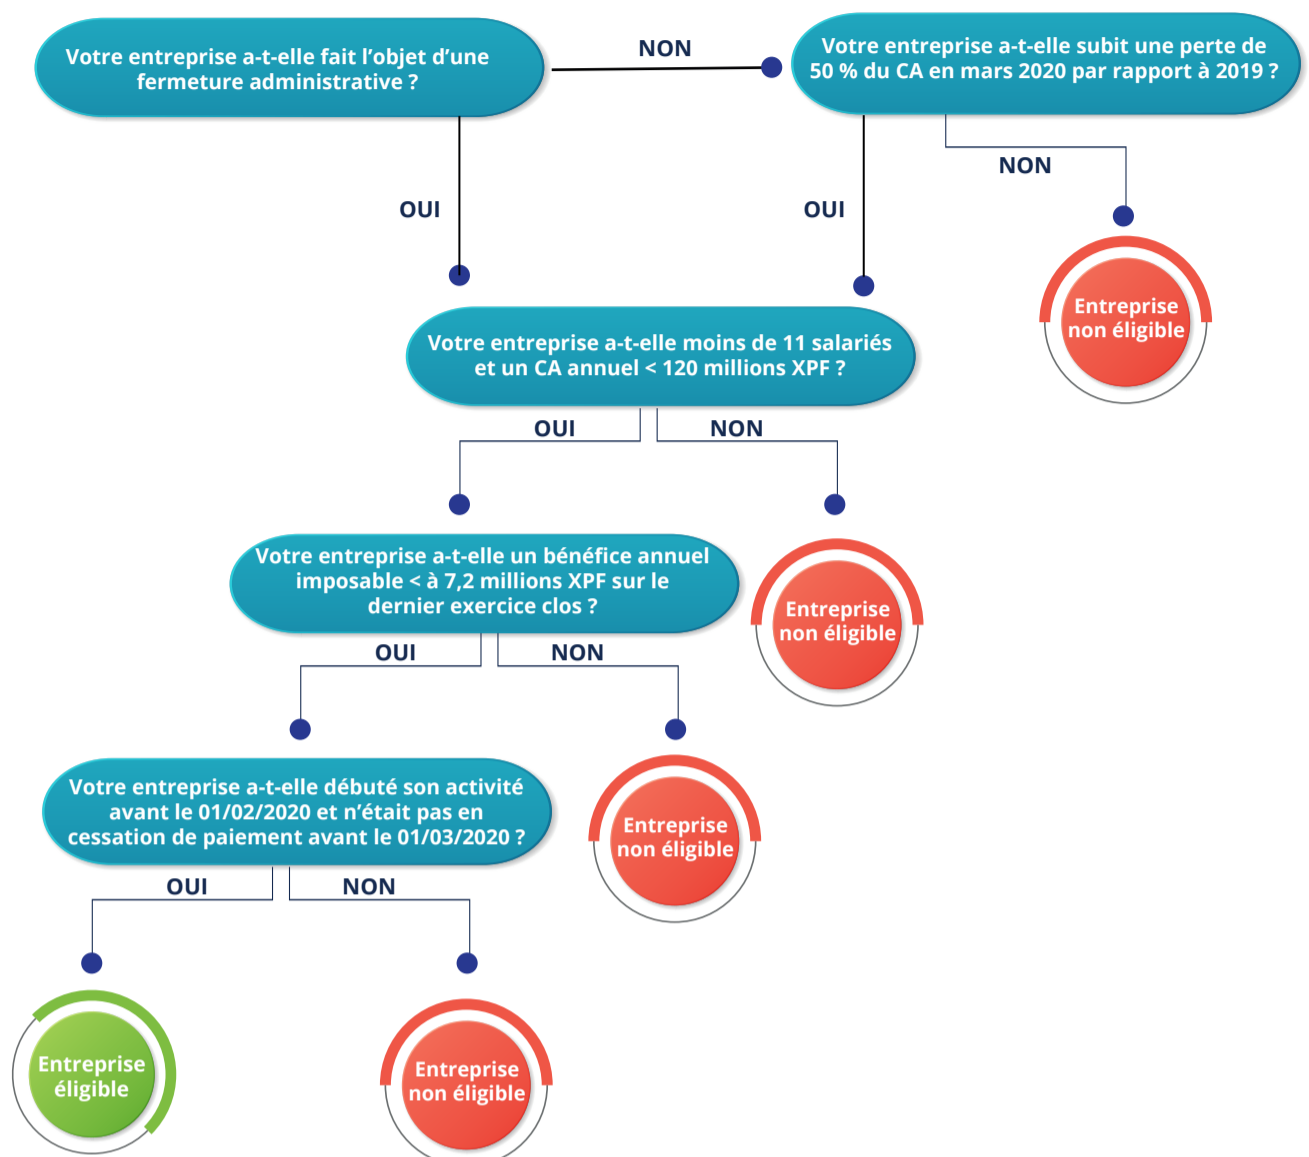 Votre entreprise a-t-elle fait l’objet d’une
fermeture administrative ?
NON
Votre entreprise a-t-elle subit une perte de
50 % du CA en mars 2020 par rapport à 2019 ?
OUI
OUI
NON
Entreprise
non éligible
Votre entreprise a-t-elle moins de 11 salariés
et un CA annuel < 120 millions XPF ?
OUI
NON
Votre entreprise a-t-elle un bénéfice annuel
imposable < à 7,2 millions XPF sur le
dernier exercice clos ?
Entreprise
non éligible
OUI
NON
Votre entreprise a-t-elle débuté son activité
avant le 01/02/2020 et n’était pas en
cessation de paiement avant le 01/03/2020 ?
Entreprise
non éligible
OUI
NON
Entreprise
éligible
Entreprise
non éligible